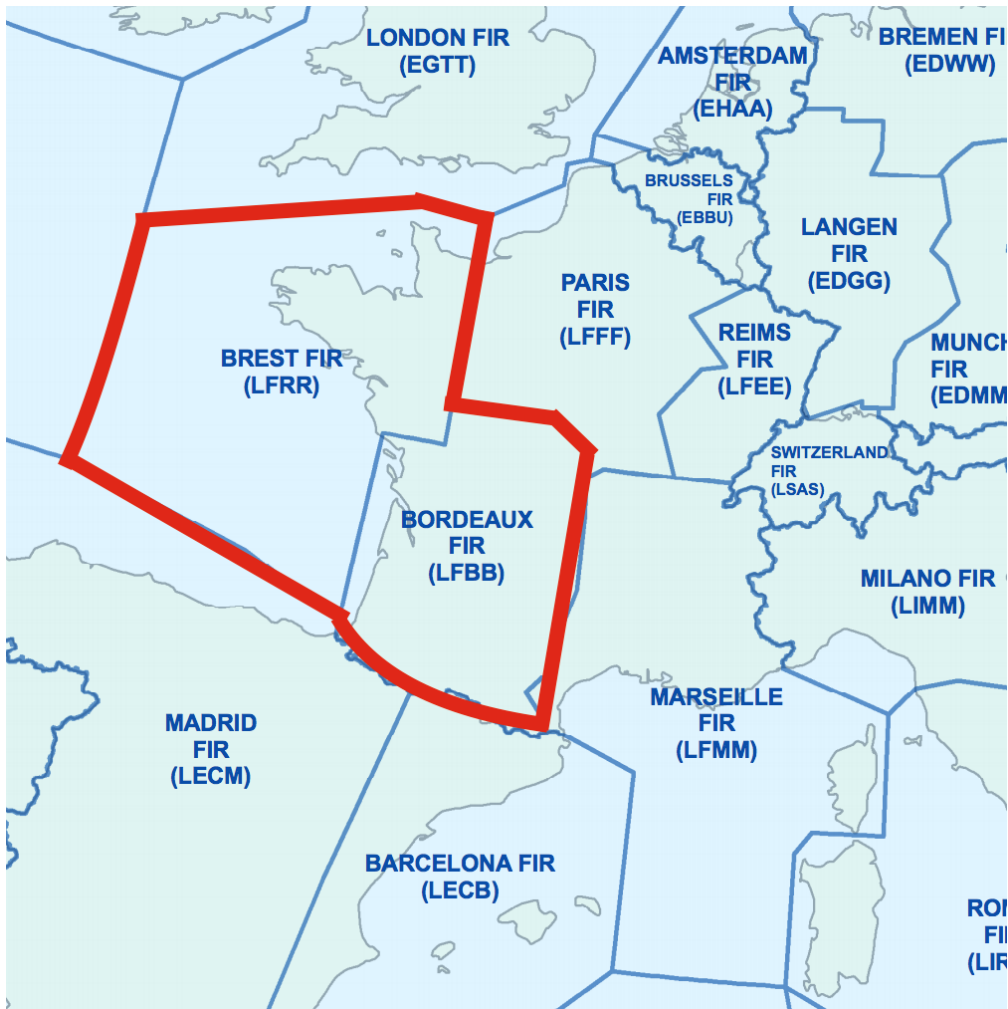 LONDON FIR
(EGTT)
AMSTERDAM
FIR
(EHAA)
BREMEN FI
(EDWW)
BRUSSELS
FIR
(EBBU)
LANGEN
FIR
(EDGG)
PARIS
FIR
(LFFF)
REIMS
FIR
(LFEE)
MUNCH
FIR
(EDMM
BREST FIR
(LFRR)
SWITZERLAND
FIR
(LSAS)
BORDEAUX
FIR
(LFBB)
MILANO FIR
(LIMM)
MADRID
FIR
(LECM)
MARSEILLE
FIR
(LFMM)
BARCELONA FIR
(LECB)
ROM
FI
(LIR